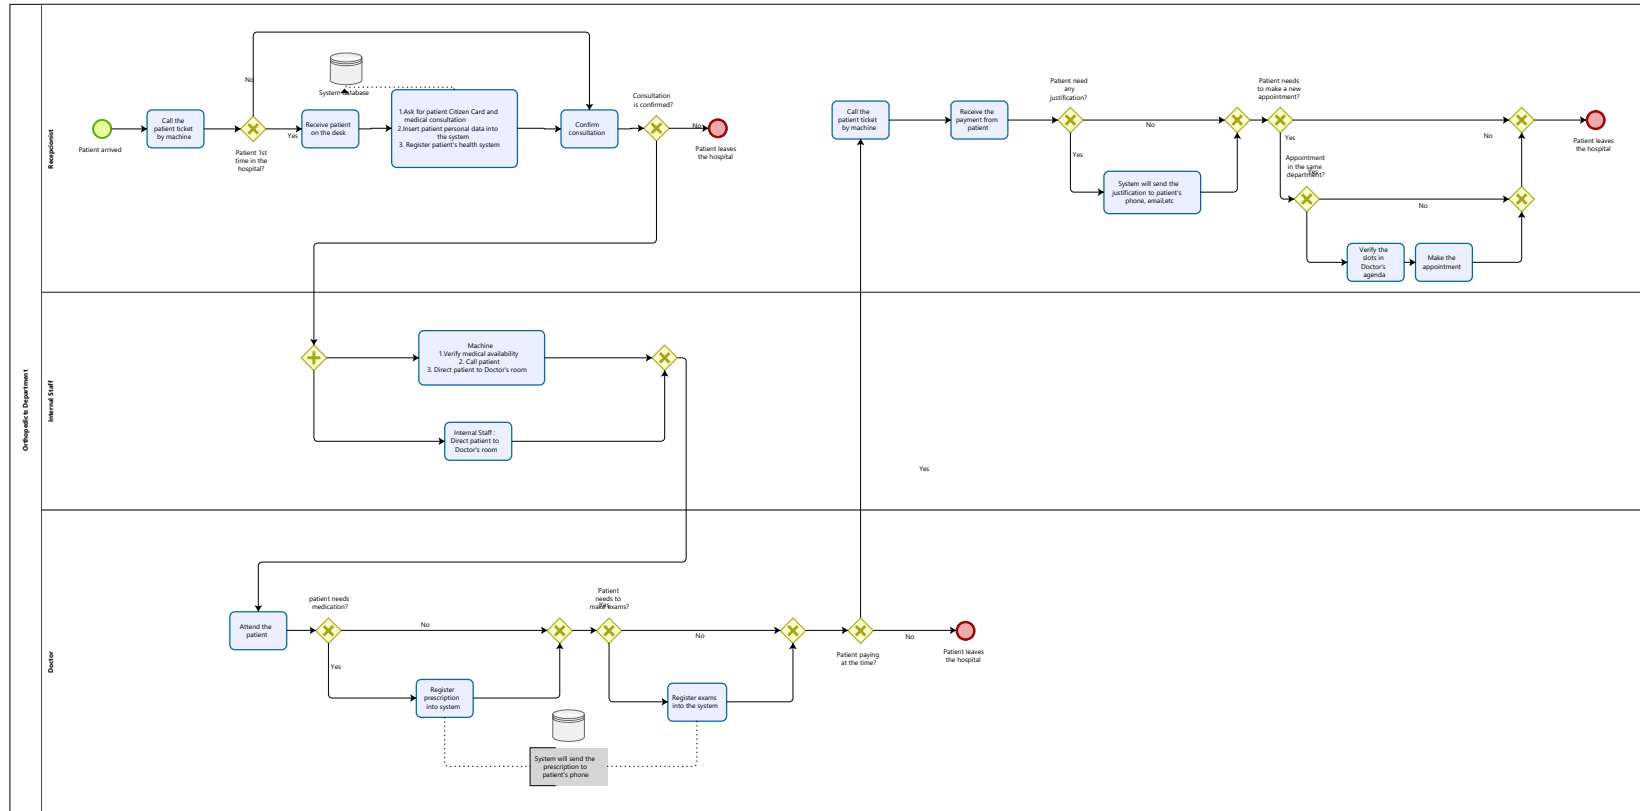 Orthopedicts Department
Recepcionist
Patient arrived
Call the
patient ticket
by machine
No
Yes
Patient 1st
time in the
hospital?
System database
Receive patient
on the desk
1.Ask for patient Citizen Card and
medical consultation
2.Insert patient personal data into
the system
3. Register patient's health system
Confirm
consultation
Consultation
is confirmed?
No
Patient leaves
the hospital
Call the
patient ticket
by machine
Receive the
payment from
patient
Patient need
any
justification?
No
Yes
System will send the
justification to patient's
phone, email,etc
Patient needs
to make a new
appointment?
No
Yes
Appointment
in the same
department?
Yes
No
Verify the
slots in
Doctor's
agenda
Make the
appointment
Patient leaves
the hospital
Internal Staff
Machine
1.Verify medical availability
2. Call patient
3. Direct patient to Doctor's room
Internal Staff :
Direct patient to
Doctor's room
Yes
Doctor
Attend the
patient
patient needs
medication?
No
Yes
Register
prescription
into system
Patient
needs to
make exams?
Yes
No
Register exams
into the system
System will send the
prescription to
patient's phone
Patient paying
at the time?
No
Patient leaves
the hospital